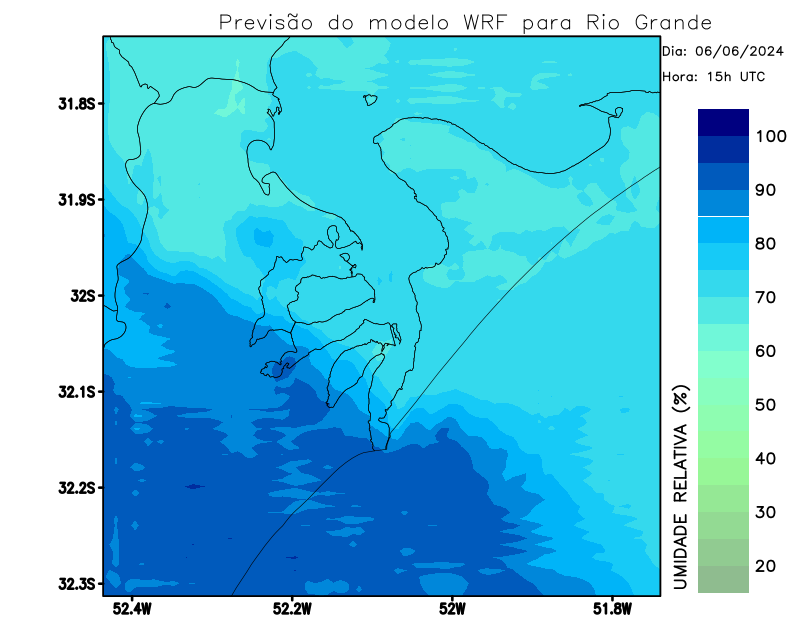 Previsão do modelo WRF para Rio Grande
Dia: 06/06/2024
Hora: 15h UTC
31.8S
31.9S
32S
32.1S
32.2S
32.3S
52.4W
52.2W
52W
51.8W
UMIDADE RELATIVA (%)
100
90
80
70
60
50
40
30
20